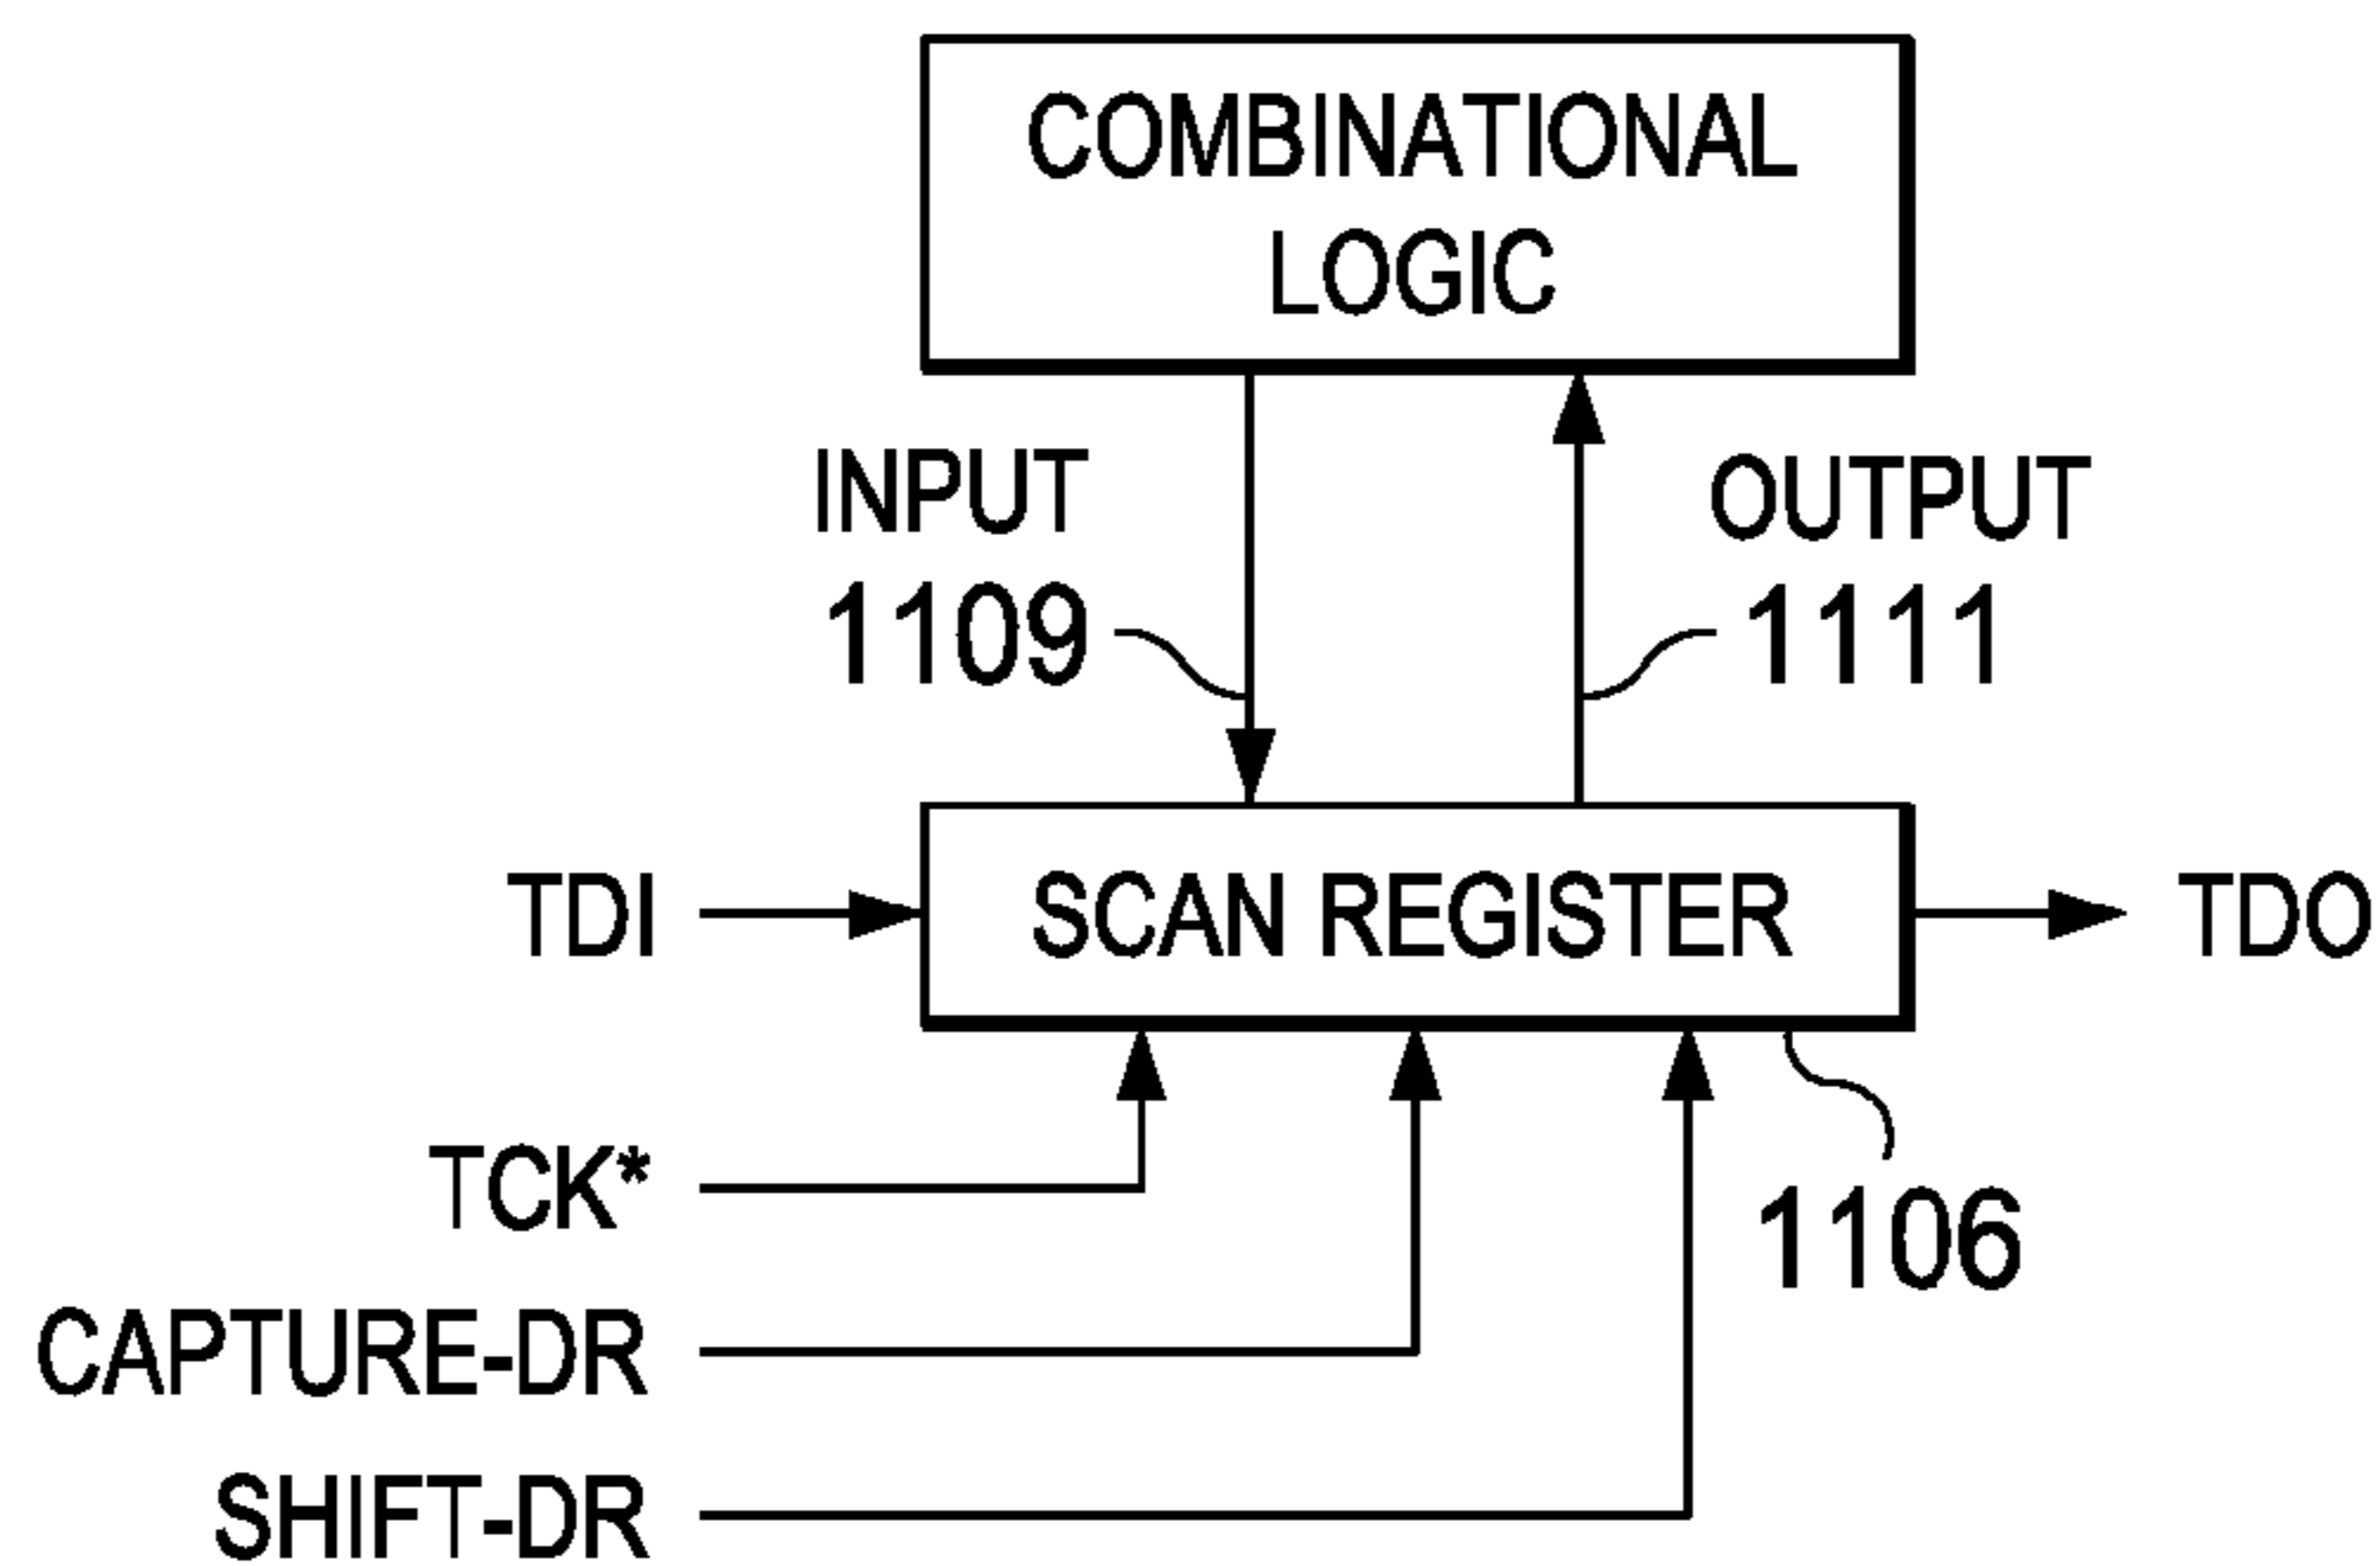 COMBINATIONAL
LOGIC
INPUT
1109
OUTPUT
1111
TDI
SCAN REGISTER
TDO
TCK*
1106
CAPTURE-DR
SHIFT-DR